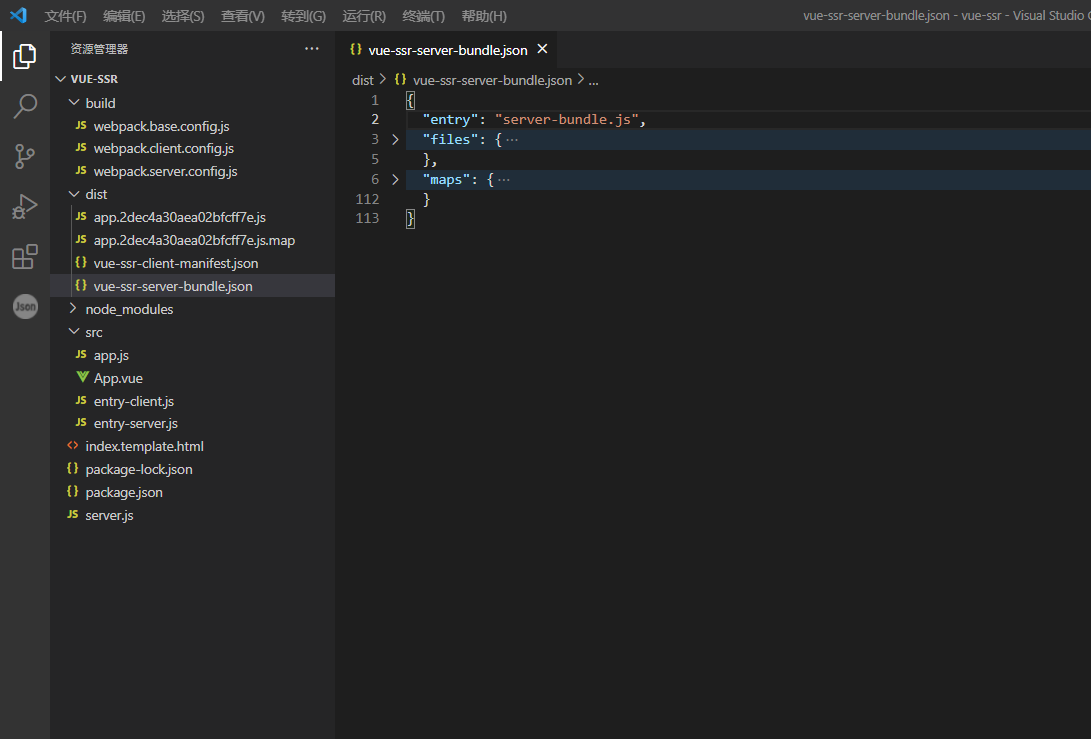 文件(F) 编辑(E) 选择(S) 查看(V) 转到(G) 运行(R) 终端(T) 帮助(H) vue-ssr-server-bundle.json - vue-ssr - Visual Studio
资源管理器 ···
VUE-SSR
build
JS webpack.base.config.js
JS webpack.client.config.js
JS webpack.server.config.js
dist
JS app.2dec4a30aea02bfcff7e.js
JS app.2dec4a30aea02bfcff7e.js.map
{} vue-ssr-client-manifest.json
{} vue-ssr-server-bundle.json
node_modules
src
JS app.js
App.vue
JS entry-client.js
JS entry-server.js
<> index.template.html
{} package-lock.json
{} package.json
JS server.js
Json
{} vue-ssr-server-bundle.json ×
dist > {} vue-ssr-server-bundle.json > ...
1 {
2 "entry": "server-bundle.js",
3 > "files": { ···
5 },
6 > "maps": { ···
112 }
113 }